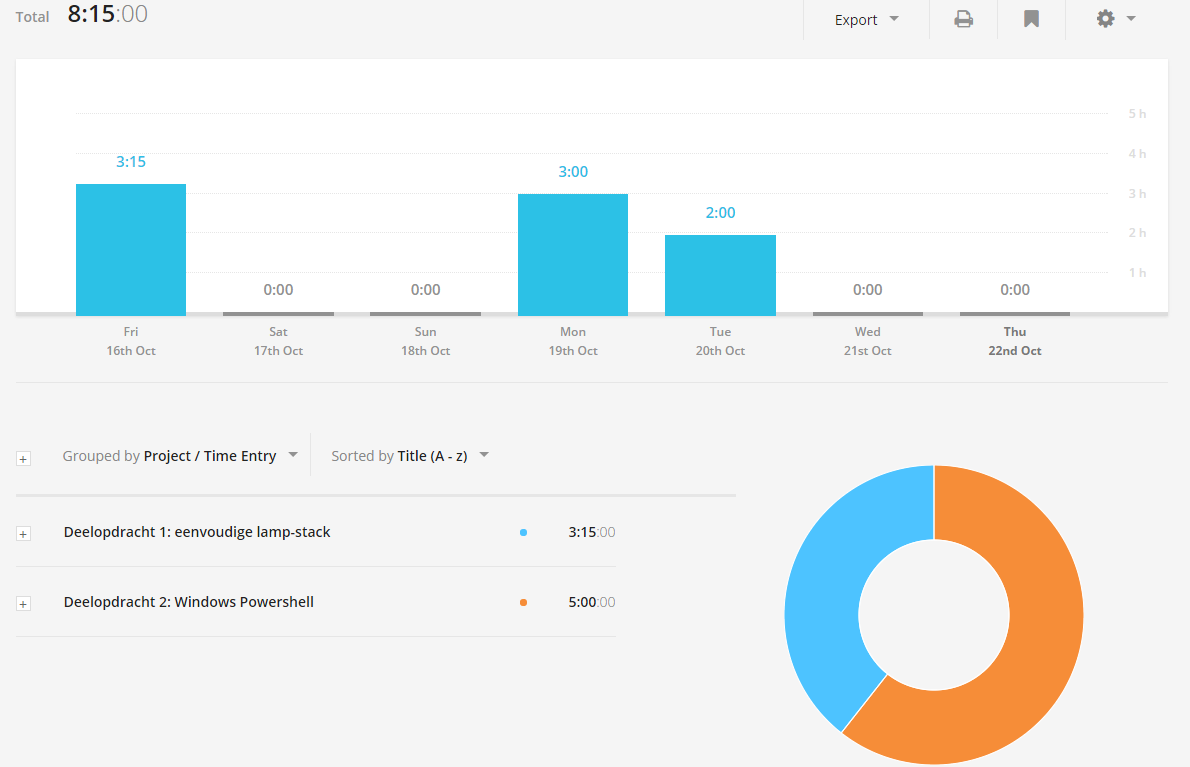 Total 8:15:00 Export
5 h
4 h
3:15
3:00
3 h
2:00
2 h
1 h
0:00 0:00 0:00 0:00
Fri Sat Sun Mon Tue Wed Thu
16th Oct 17th Oct 18th Oct 19th Oct 20th Oct 21st Oct 22nd Oct
Grouped by Project / Time Entry Sorted by Title (A - z)
Deelopdracht 1: eenvoudige lamp-stack 3:15:00
Deelopdracht 2: Windows Powershell 5:00:00